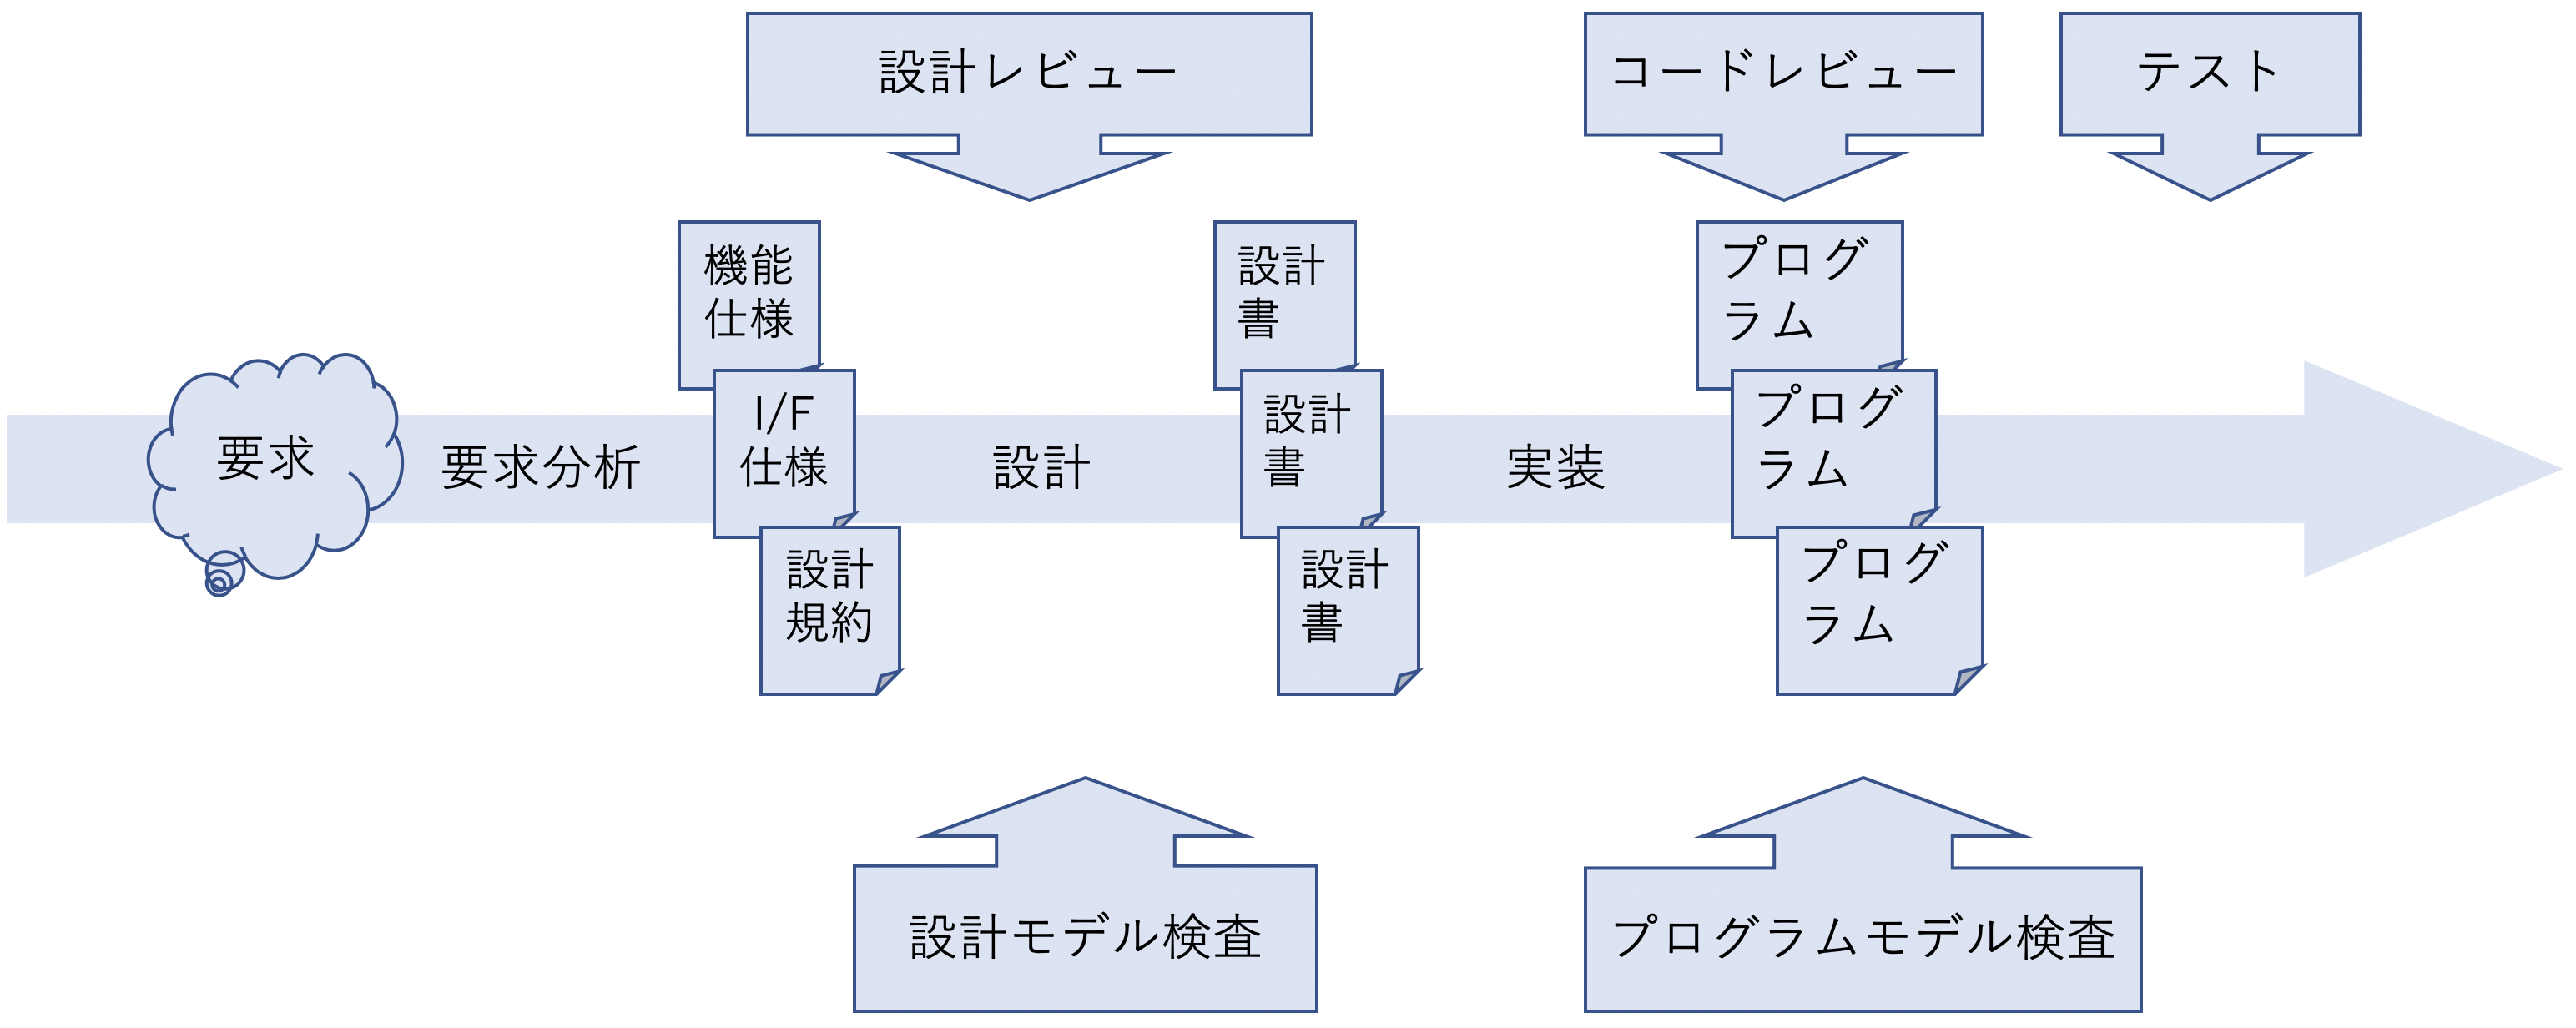 設計レビュー
コードレビュー
テスト
機能
仕様
I/F
仕様
設計
規約
設計
書
設計
書
設計
書
プログ
ラム
プログ
ラム
プログ
ラム
要求
要求分析
設計
実装
設計モデル検査
プログラムモデル検査